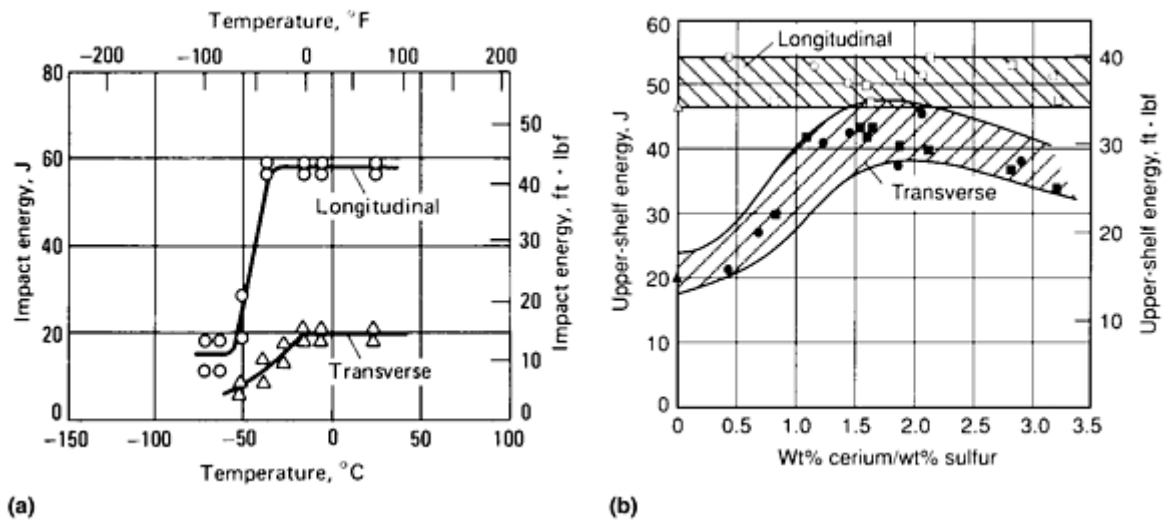 Temperature, °F
−200 −100 0 100 200
80
60
40
20
0
Impact energy, J
50
40
30
20
10
0
Impact energy, ft · lbf
Longitudinal
Transverse
−150 −100 −50 0 50 100
Temperature, °C
(a)
60
50
40
30
20
10
0
Upper-shelf energy, J
40
30
20
10
Upper-shelf energy, ft · lbf
Longitudinal
Transverse
0 0.5 1.0 1.5 2.0 2.5 3.0 3.5
Wt% cerium/wt% sulfur
(b)